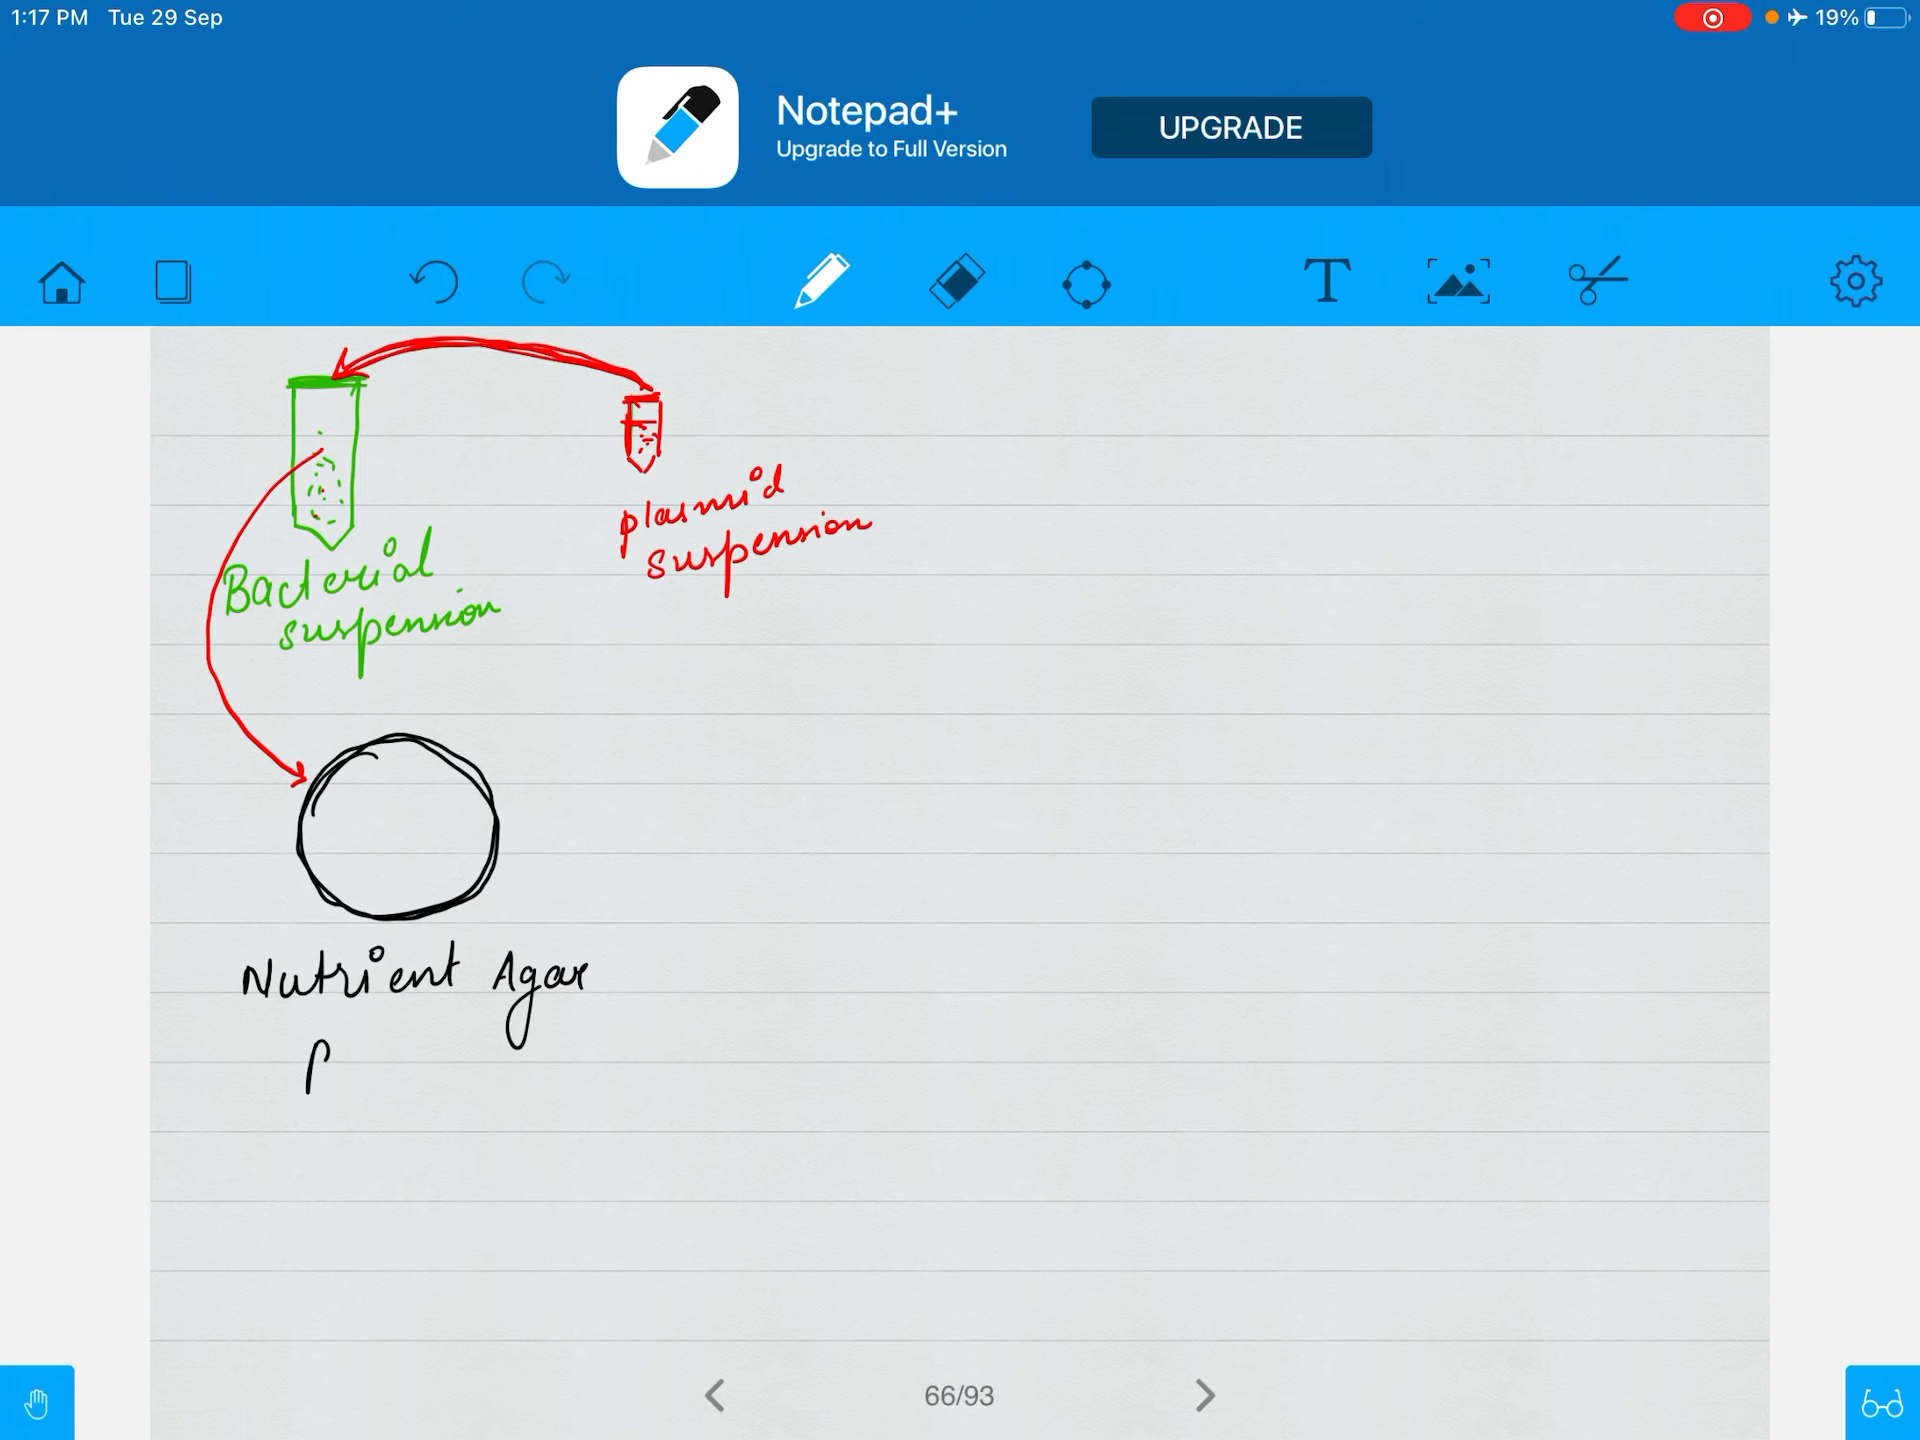 1:17 PM Tue 29 Sep
19%
Notepad+
Upgrade to Full Version
UPGRADE
T
plasmid
suspension
Bacterial
suspension
Nutrient Agar
P
66/93